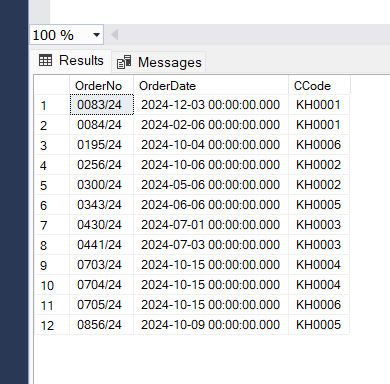 100 %
Results Messages
OrderNo OrderDate CCode
1 0083/24 2024-12-03 00:00:00.000 KH0001
2 0084/24 2024-02-06 00:00:00.000 KH0001
3 0195/24 2024-10-04 00:00:00.000 KH0006
4 0256/24 2024-10-06 00:00:00.000 KH0002
5 0300/24 2024-05-06 00:00:00.000 KH0002
6 0343/24 2024-06-06 00:00:00.000 KH0005
7 0430/24 2024-07-01 00:00:00.000 KH0003
8 0441/24 2024-07-03 00:00:00.000 KH0003
9 0703/24 2024-10-15 00:00:00.000 KH0004
10 0704/24 2024-10-15 00:00:00.000 KH0004
11 0705/24 2024-10-15 00:00:00.000 KH0006
12 0856/24 2024-10-09 00:00:00.000 KH0005